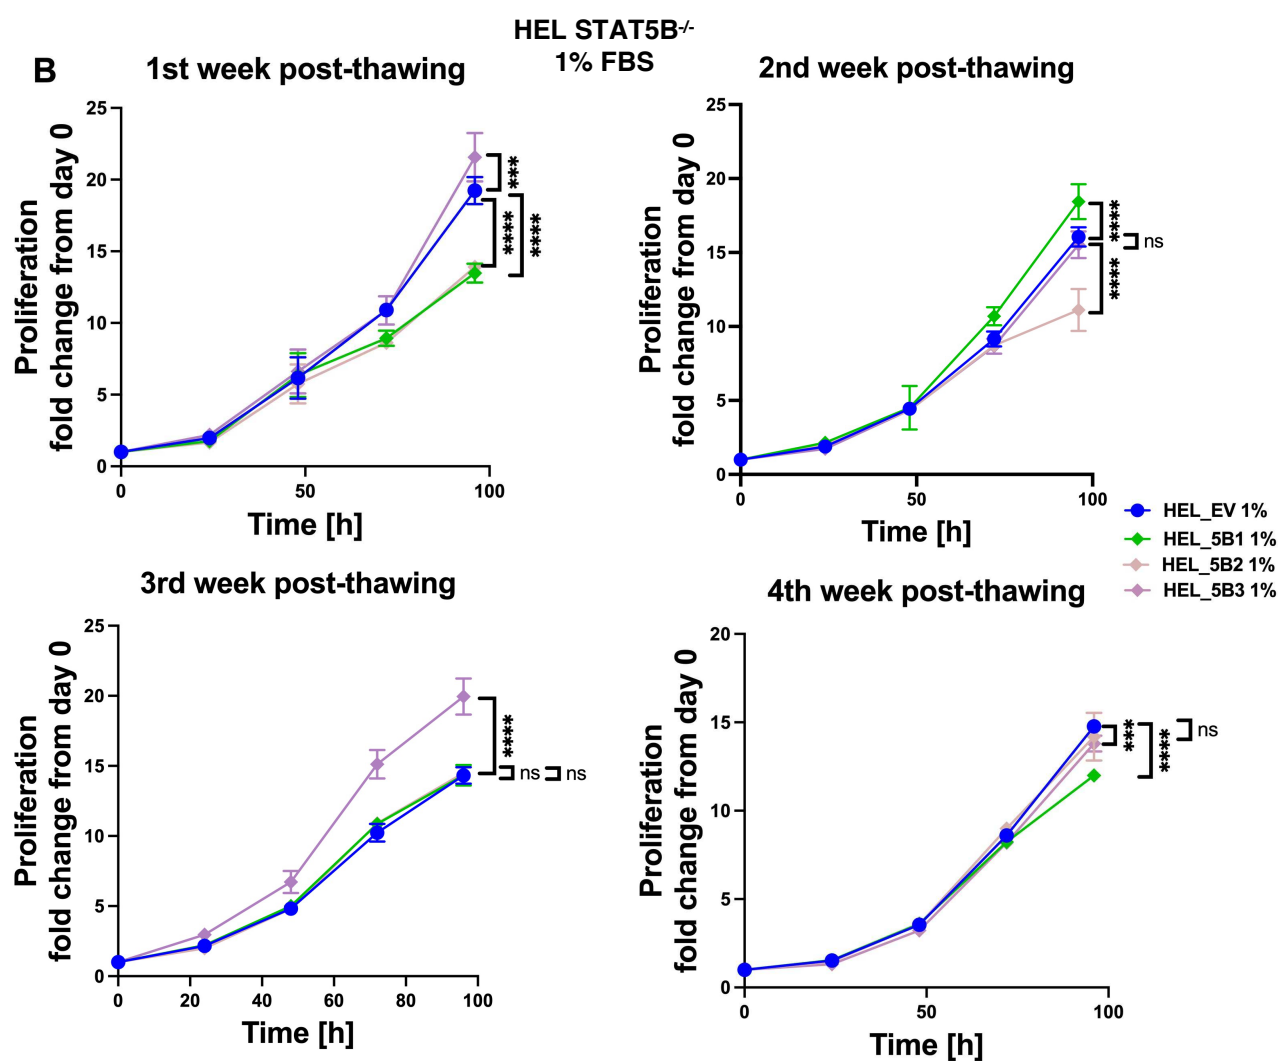 HEL STAT5B-/-
1% FBS
B
1st week post-thawing
Proliferation
fold change from day 0
25
20
15
10
5
0
0
50
100
Time [h]
***
****
****
2nd week post-thawing
Proliferation
fold change from day 0
25
20
15
10
5
0
0
50
100
Time [h]
****
ns
****
HEL_EV 1%
HEL_5B1 1%
HEL_5B2 1%
HEL_5B3 1%
3rd week post-thawing
Proliferation
fold change from day 0
25
20
15
10
5
0
0
20
40
60
80
100
Time [h]
****
ns
ns
4th week post-thawing
Proliferation
fold change from day 0
20
15
10
5
0
0
50
100
Time [h]
***
****
ns